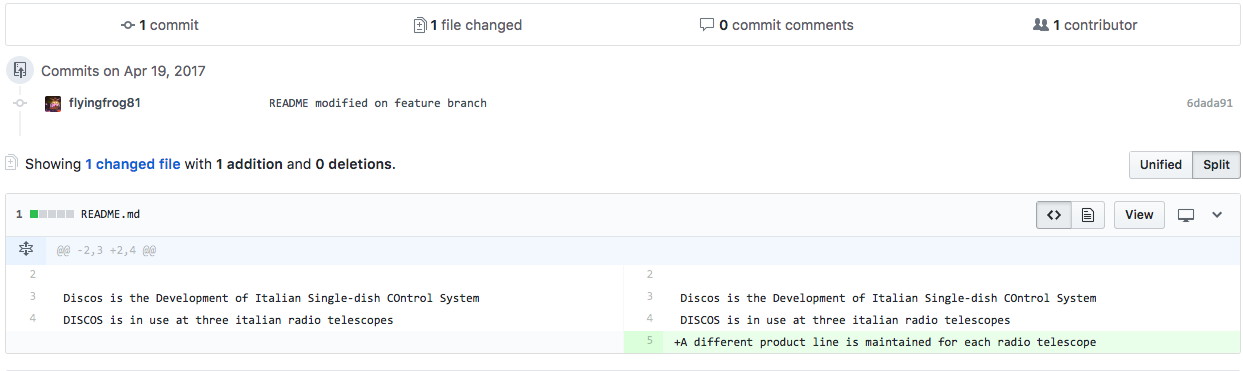 1 commit 1 file changed 0 commit comments 1 contributor
Commits on Apr 19, 2017
flyingfrog81 README modified on feature branch 6dada91
Showing 1 changed file with 1 addition and 0 deletions. Unified Split
1 README.md <> View
@@ -2,3 +2,4 @@
2 2
3 Discos is the Development of Italian Single-dish COntrol System 3 Discos is the Development of Italian Single-dish COntrol System
4 DISCOS is in use at three italian radio telescopes 4 DISCOS is in use at three italian radio telescopes
5 +A different product line is maintained for each radio telescope